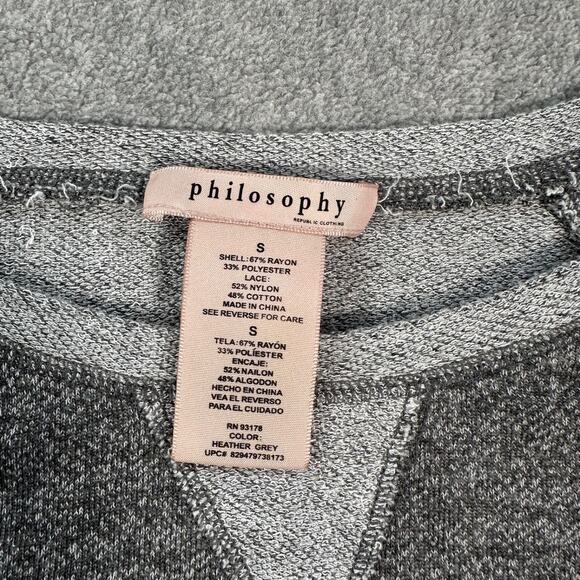 philosophy
REPUBLIC CLOTHING
S
SHELL:67% RAYON
33% POLYESTER
LACE:
52% NYLON
48% COTTON
MADE IN CHINA
SEE REVERSE FOR CARE
S
TELA:67% RAYÓN
33% POLÍESTER
ENCAJE:
52% NAILON
48% ALGODON
HECHO EN CHINA
VEA EL REVERSO
PARA EL CUIDADO
RN 93178
COLOR:
HEATHER GREY
UPC# 829479738173